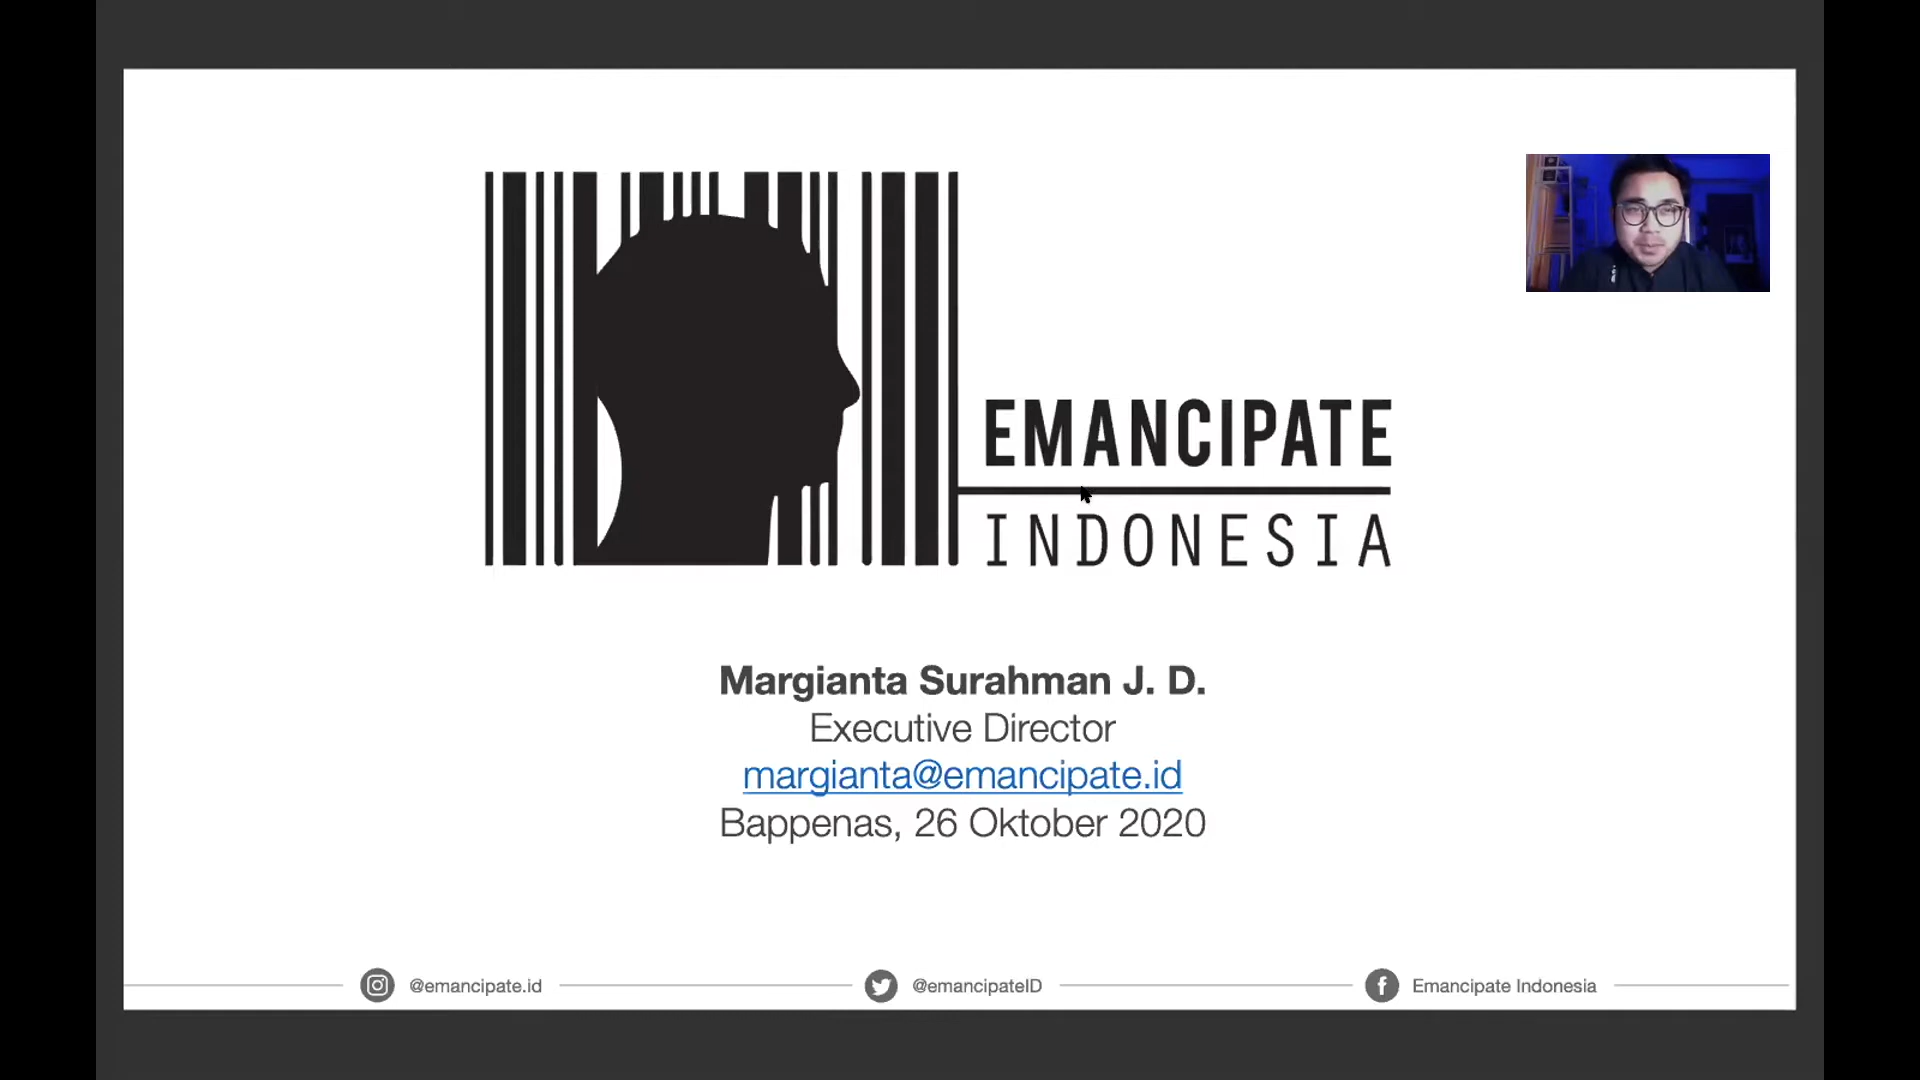 EMANCIPATE
INDONESIA
Margianta Surahman J. D.
Executive Director
margianta@emancipate.id
Bappenas, 26 Oktober 2020
@emancipate.id
@emancipateID
Emancipate Indonesia